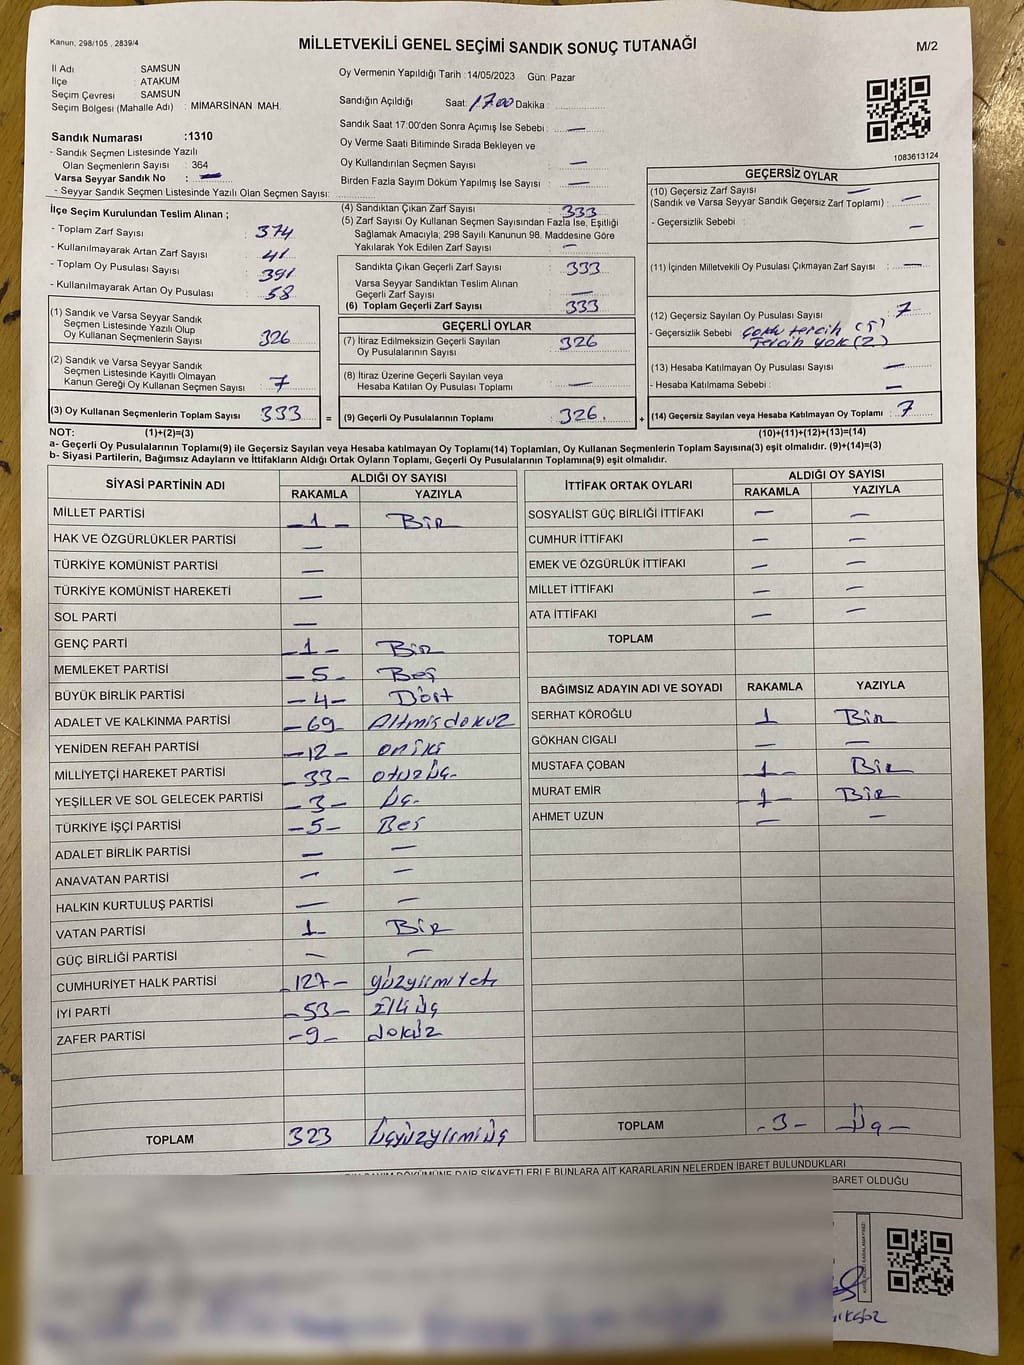 Kanun; 298/105 , 2839/4
MİLLETVEKİLİ GENEL SEÇİMİ SANDIK SONUÇ TUTANAĞI
M/2
İl Adı SAMSUN
İlçe ATAKUM
Seçim Çevresi SAMSUN
Seçim Bölgesi (Mahalle Adı) : MİMARSİNAN MAH.
Sandık Numarası :1310
- Sandık Seçmen Listesinde Yazılı
Olan Seçmenlerin Sayısı : 364
Varsa Seyyar Sandık No : —
- Seyyar Sandık Seçmen Listesinde Yazılı Olan Seçmen Sayısı:
Oy Vermenin Yapıldığı Tarih :14/05/2023 Gün: Pazar
Sandığın Açıldığı Saat: 17:00 Dakika :
Sandık Saat 17:00'den Sonra Açımış İse Sebebi : —
Oy Verme Saati Bitiminde Sırada Bekleyen ve
Oy Kullandırılan Seçmen Sayısı : —
Birden Fazla Sayım Döküm Yapılmış İse Sayısı : —
1083613124
İlçe Seçim Kurulundan Teslim Alınan ;
- Toplam Zarf Sayısı : 374
- Kullanılmayarak Artan Zarf Sayısı : 41
- Toplam Oy Pusulası Sayısı : 391
- Kullanılmayarak Artan Oy Pusulası : 58
(1) Sandık ve Varsa Seyyar Sandık
Seçmen Listesinde Yazılı Olup
Oy Kullanan Seçmenlerin Sayısı : 326
(2) Sandık ve Varsa Seyyar Sandık
Seçmen Listesinde Kayıtlı Olmayan
Kanun Gereği Oy Kullanan Seçmen Sayısı : 7
(3) Oy Kullanan Seçmenlerin Toplam Sayısı : 333 =
(4) Sandıktan Çıkan Zarf Sayısı : 333
(5) Zarf Sayısı Oy Kullanan Seçmen Sayısından Fazla İse, Eşitliği
Sağlamak Amacıyla; 298 Sayılı Kanunun 98. Maddesine Göre
Yakılarak Yok Edilen Zarf Sayısı : —
Sandıkta Çıkan Geçerli Zarf Sayısı : 333
Varsa Seyyar Sandıktan Teslim Alınan
Geçerli Zarf Sayısı : —
(6) Toplam Geçerli Zarf Sayısı : 333
GEÇERLİ OYLAR
(7) İtiraz Edilmeksizin Geçerli Sayılan
Oy Pusulalarının Sayısı : 326
(8) İtiraz Üzerine Geçerli Sayılan veya
Hesaba Katılan Oy Pusulası Toplamı : —
(9) Geçerli Oy Pusulalarının Toplamı : 326. +
GEÇERSİZ OYLAR
(10) Geçersiz Zarf Sayısı —
(Sandık ve Varsa Seyyar Sandık Geçersiz Zarf Toplamı) : —
- Geçersizlik Sebebi : —
(11) İçinden Milletvekili Oy Pusulası Çıkmayan Zarf Sayısı : —
(12) Geçersiz Sayılan Oy Pusulası Sayısı : 7
- Geçersizlik Sebebi : çoklu tercih (5)
Tercih yok (2)
(13) Hesaba Katılmayan Oy Pusulası Sayısı : —
- Hesaba Katılmama Sebebi : —
(14) Geçersiz Sayılan veya Hesaba Katılmayan Oy Toplamı : 7
NOT: (1)+(2)=(3) (10)+(11)+(12)+(13)=(14)
a- Geçerli Oy Pusulalarının Toplamı(9) ile Geçersiz Sayılan veya Hesaba katılmayan Oy Toplamı(14) Toplamları, Oy Kullanan Seçmenlerin Toplam Sayısına(3) eşit olmalıdır. (9)+(14)=(3)
b- Siyasi Partilerin, Bağımsız Adayların ve İttifakların Aldığı Ortak Oyların Toplamı, Geçerli Oy Pusulalarının Toplamına(9) eşit olmalıdır.
SİYASİ PARTİNİN ADI ALDIĞI OY SAYISI
RAKAMLA YAZIYLA
MİLLET PARTİSİ —1— Bir
HAK VE ÖZGÜRLÜKLER PARTİSİ —
TÜRKİYE KOMÜNİST PARTİSİ —
TÜRKİYE KOMÜNİST HAREKETİ —
SOL PARTİ —
GENÇ PARTİ —1— Bir
MEMLEKET PARTİSİ —5— Beş
BÜYÜK BİRLİK PARTİSİ —4— Dört
ADALET VE KALKINMA PARTİSİ —69— Altmışdokuz
YENİDEN REFAH PARTİSİ —12— oniki
MİLLİYETÇİ HAREKET PARTİSİ —33— otuzüç-
YEŞİLLER VE SOL GELECEK PARTİSİ —3— Üç-
TÜRKİYE İŞÇİ PARTİSİ —5— Beş
ADALET BİRLİK PARTİSİ — —
ANAVATAN PARTİSİ — —
HALKIN KURTULUŞ PARTİSİ — —
VATAN PARTİSİ 1— Bir
GÜÇ BİRLİĞİ PARTİSİ — —
CUMHURİYET HALK PARTİSİ —127— yüzyirmiyedi
İYİ PARTİ —53— Elliüç
ZAFER PARTİSİ —9— dokuz
TOPLAM 323 Üçyüzyirmiüç
İTTİFAK ORTAK OYLARI ALDIĞI OY SAYISI
RAKAMLA YAZIYLA
SOSYALİST GÜÇ BİRLİĞİ İTTİFAKI — —
CUMHUR İTTİFAKI — —
EMEK VE ÖZGÜRLÜK İTTİFAKI — —
MİLLET İTTİFAKI — —
ATA İTTİFAKI — —
TOPLAM
BAĞIMSIZ ADAYIN ADI VE SOYADI RAKAMLA YAZIYLA
SERHAT KÖROĞLU 1 Bir
GÖKHAN CIGALI — —
MUSTAFA ÇOBAN 1— Bir
MURAT EMİR —1— Bir
AHMET UZUN — —
TOPLAM —3— —Üç—
SAYIM DÖKÜMÜNE DAİR ŞİKAYETLERLE BUNLARA AİT KARARLARIN NELERDEN İBARET BULUNDUKLARI
BARET OLDUĞU